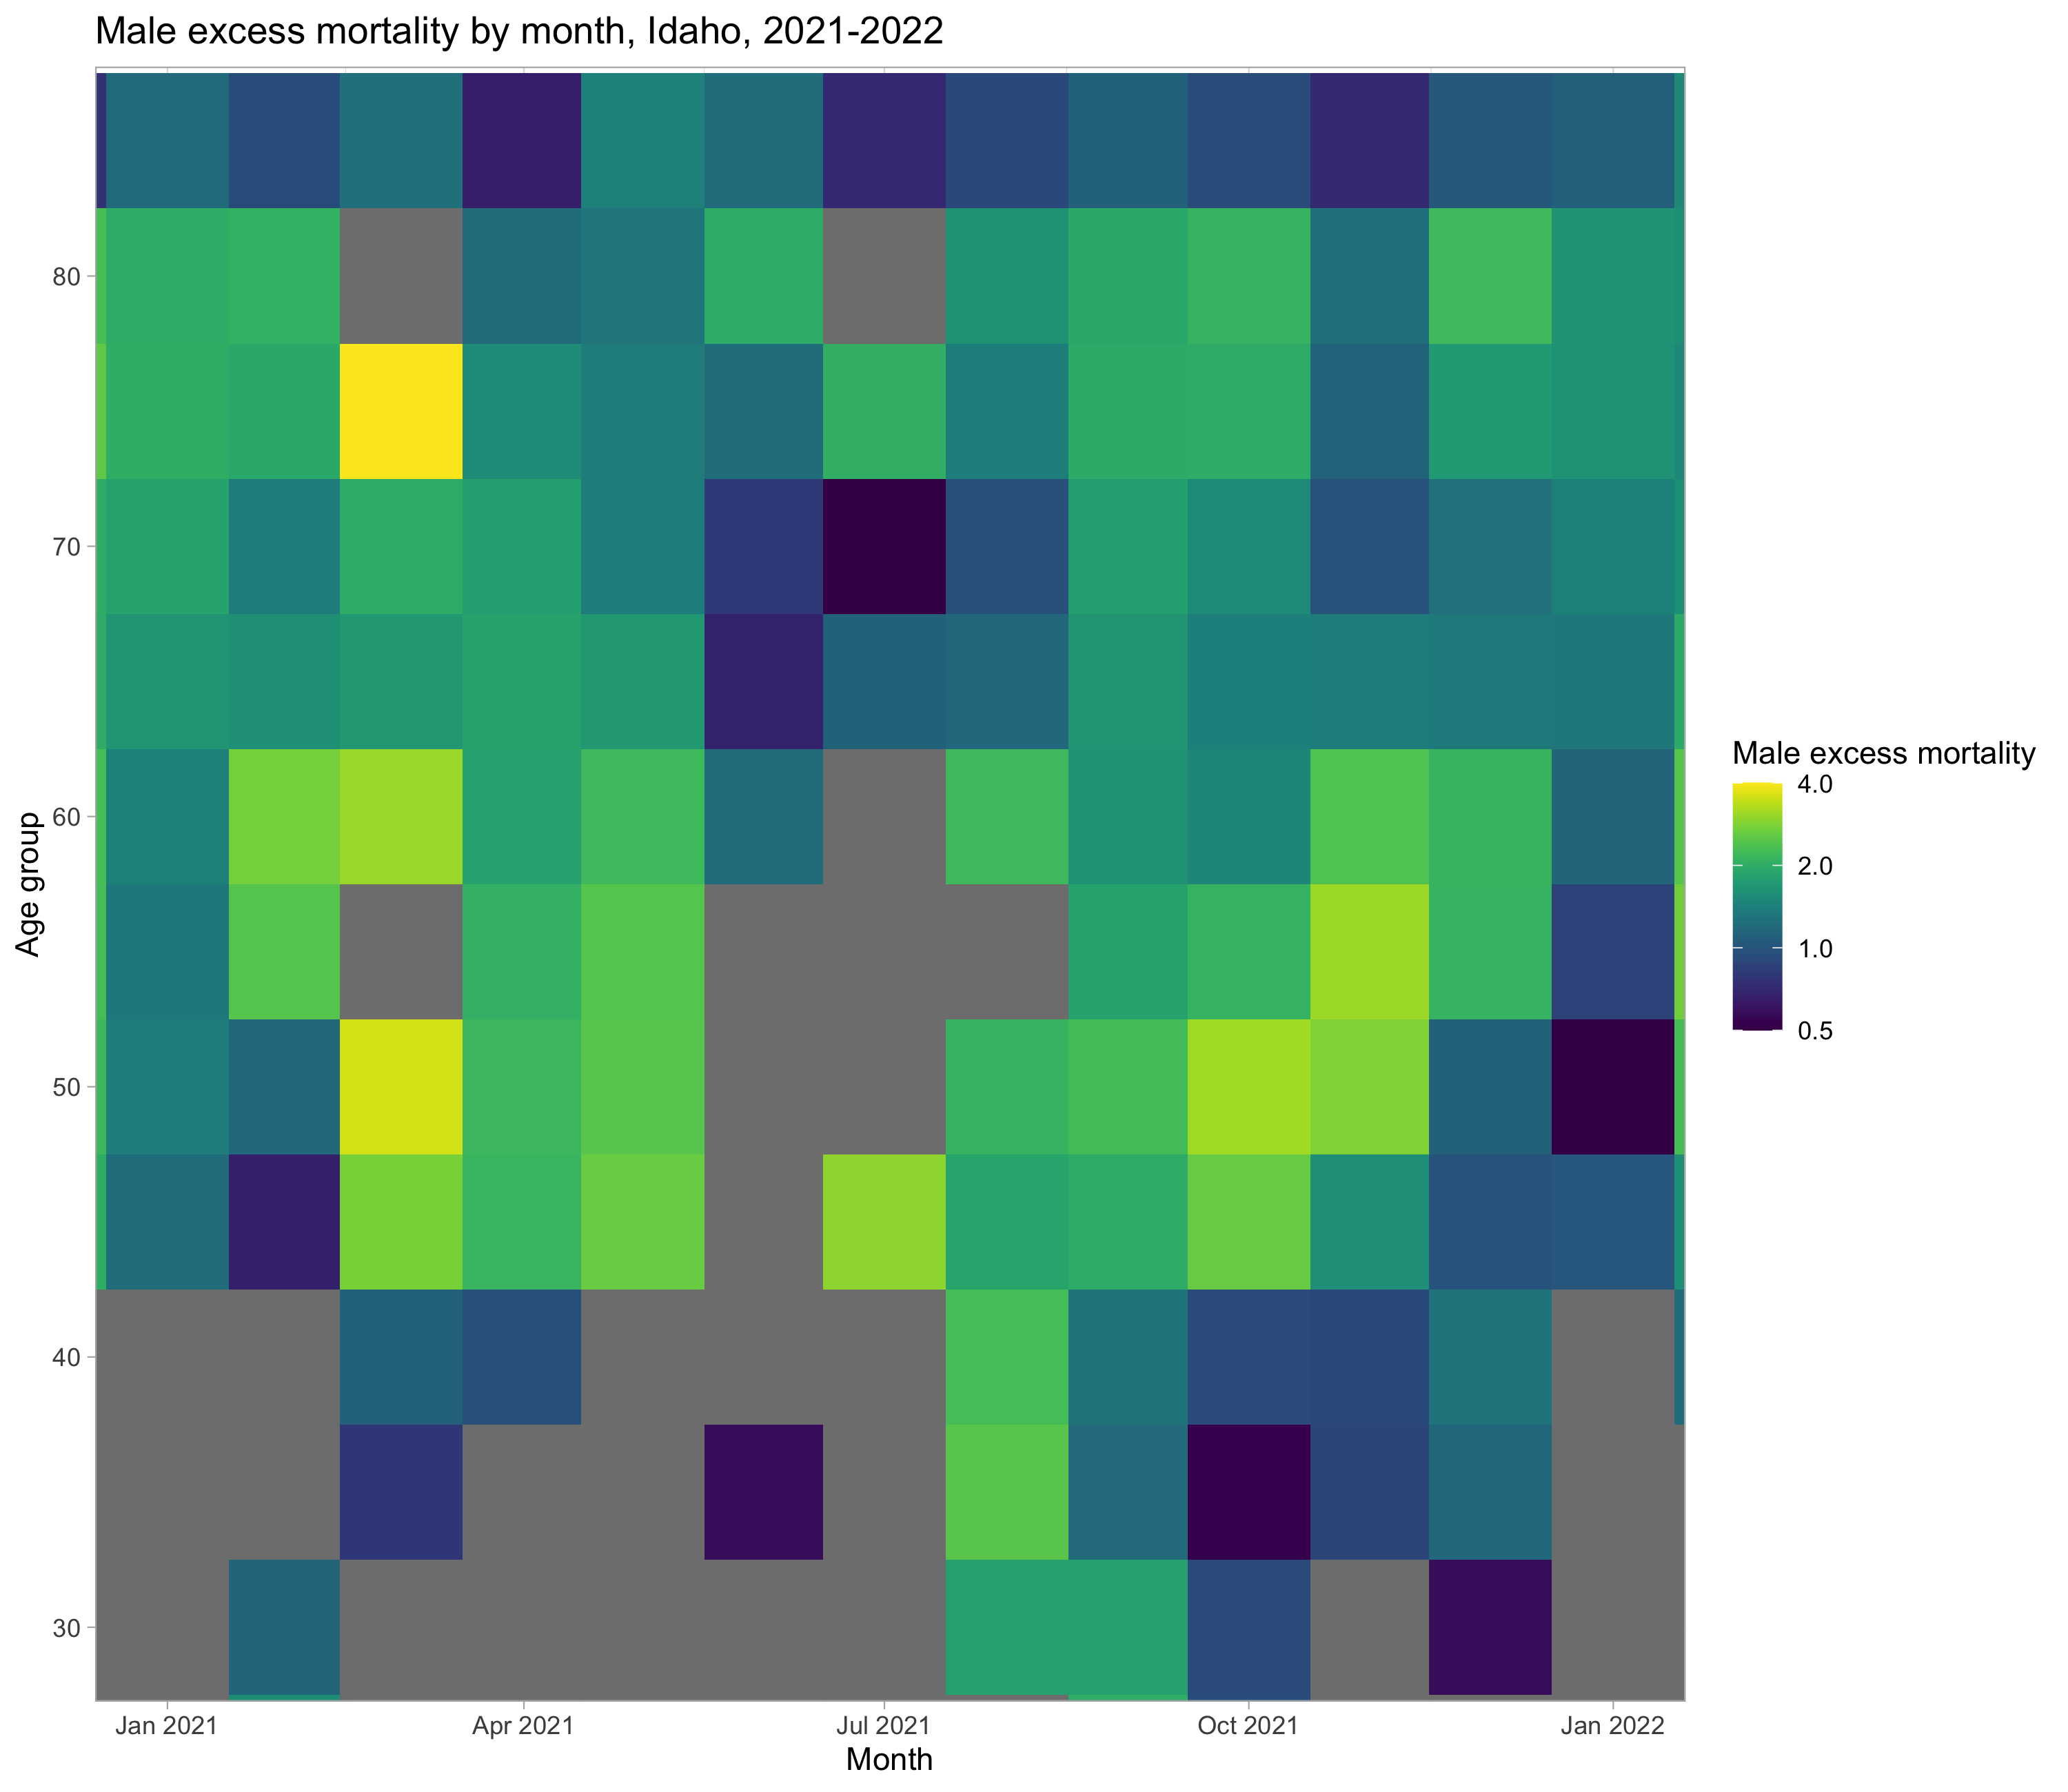 Male excess mortality by month, Idaho, 2021-2022
80
70
60
50
40
30
Age group
Jan 2021
Apr 2021
Jul 2021
Oct 2021
Jan 2022
Month
Male excess mortality
4.0
2.0
1.0
0.5